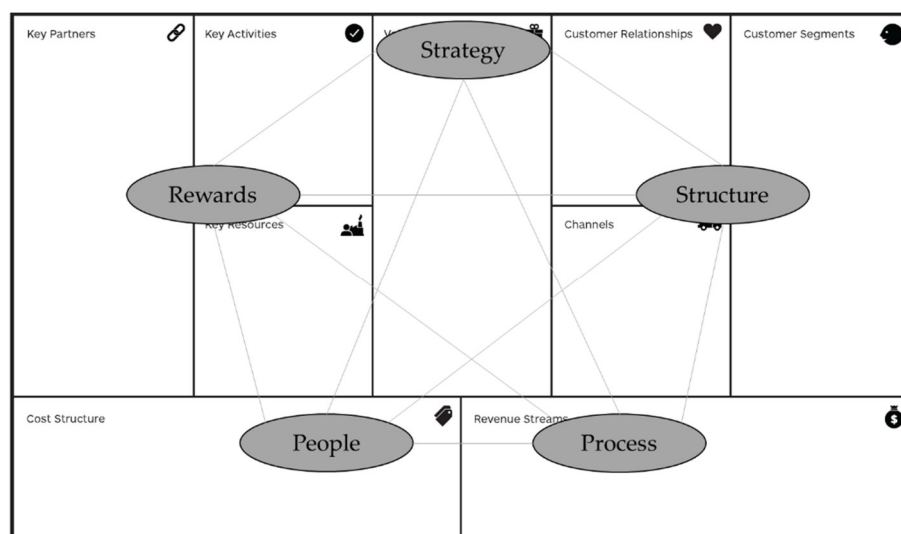 Key Partners
Key Activities
Strategy
Customer Relationships
Customer Segments
Rewards
Structure
Key Resources
Channels
Cost Structure
People
Revenue Streams
Process